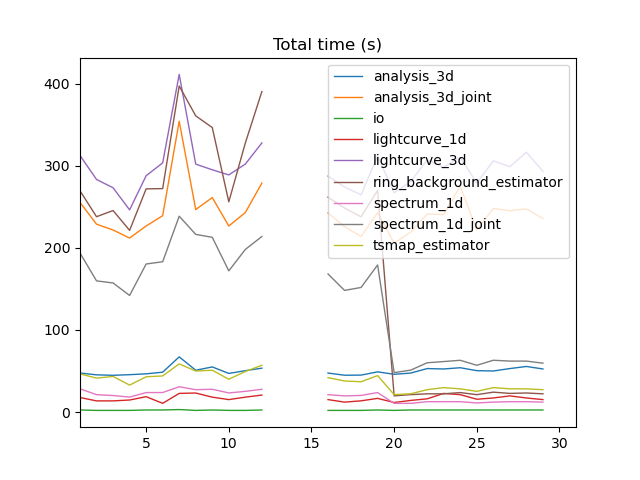 Total time (s)
400
300
200
100
0
5
10
15
20
25
30
analysis_3d
analysis_3d_joint
io
lightcurve_1d
lightcurve_3d
ring_background_estimator
spectrum_1d
spectrum_1d_joint
tsmap_estimator